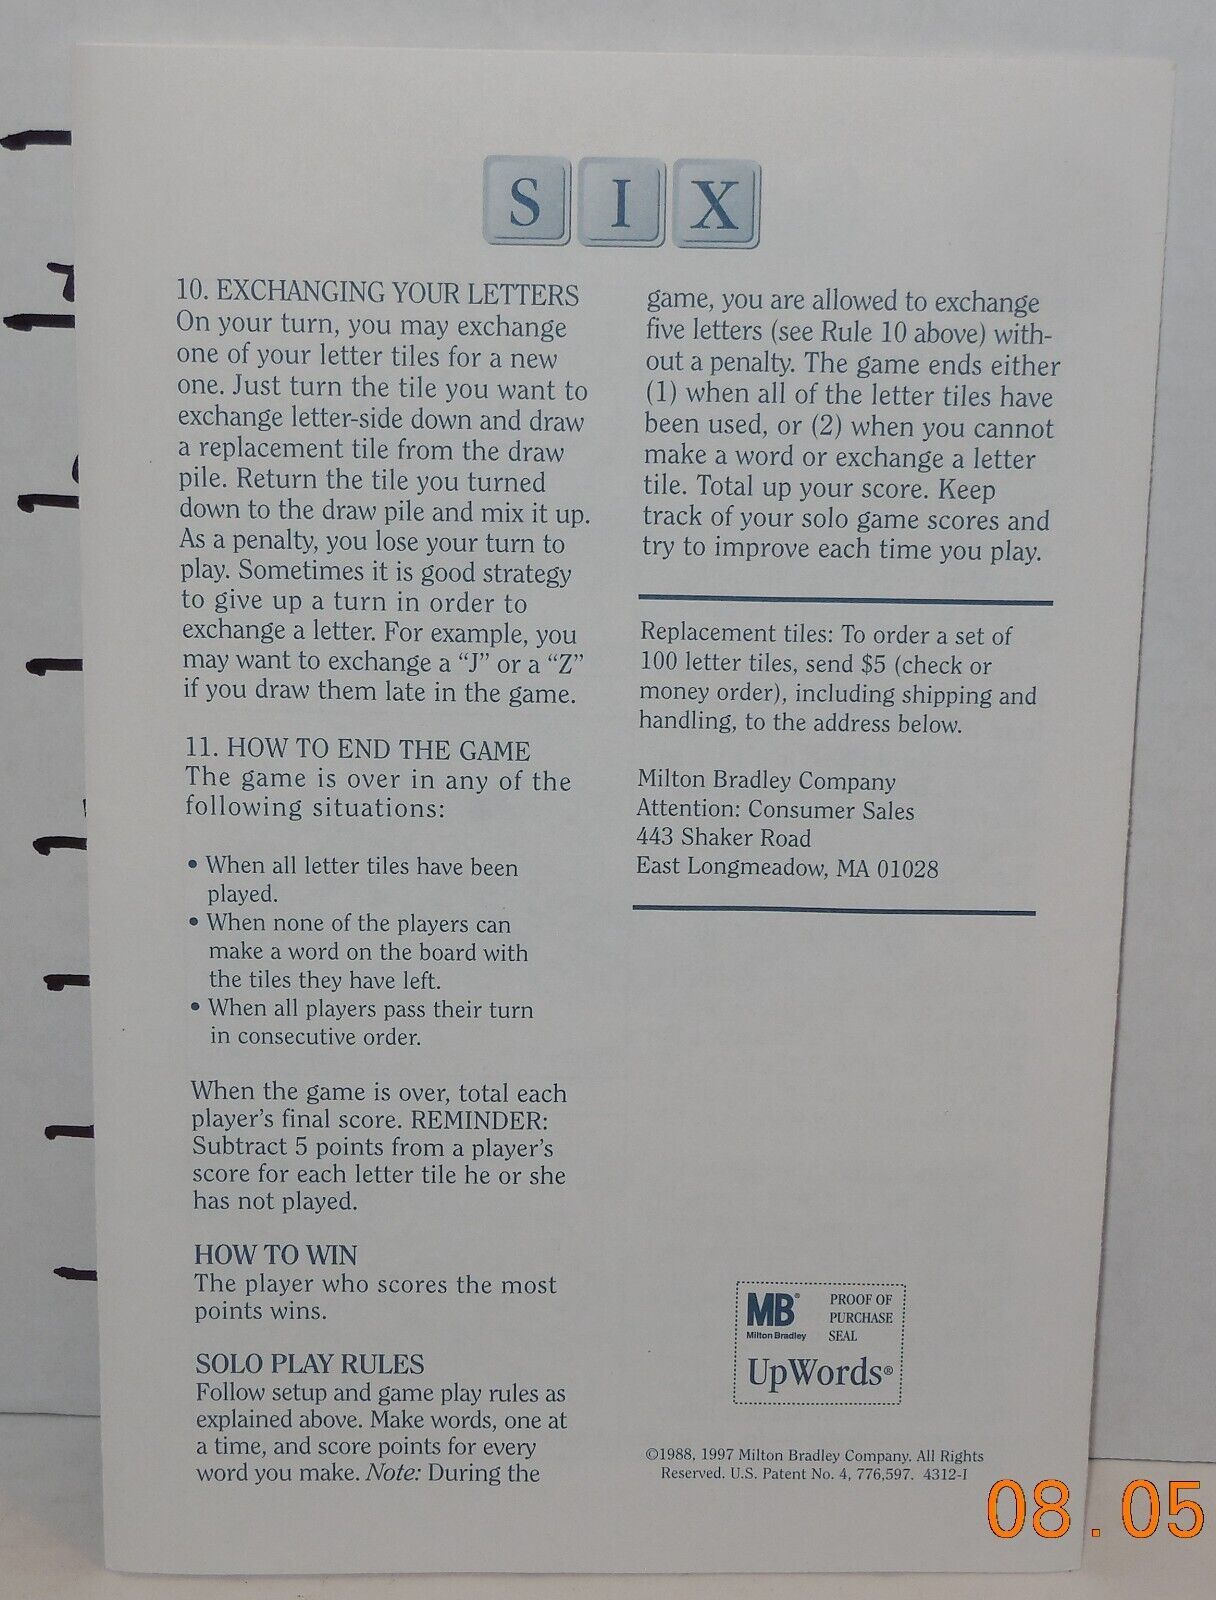 S I X
10. EXCHANGING YOUR LETTERS
On your turn, you may exchange
one of your letter tiles for a new
one. Just turn the tile you want to
exchange letter-side down and draw
a replacement tile from the draw
pile. Return the tile you turned
down to the draw pile and mix it up.
As a penalty, you lose your turn to
play. Sometimes it is good strategy
to give up a turn in order to
exchange a letter. For example, you
may want to exchange a “J” or a “Z”
if you draw them late in the game.
11. HOW TO END THE GAME
The game is over in any of the
following situations:
• When all letter tiles have been
played.
• When none of the players can
make a word on the board with
the tiles they have left.
• When all players pass their turn
in consecutive order.
When the game is over, total each
player’s final score. REMINDER:
Subtract 5 points from a player’s
score for each letter tile he or she
has not played.
HOW TO WIN
The player who scores the most
points wins.
SOLO PLAY RULES
Follow setup and game play rules as
explained above. Make words, one at
a time, and score points for every
word you make. Note: During the
game, you are allowed to exchange
five letters (see Rule 10 above) with-
out a penalty. The game ends either
(1) when all of the letter tiles have
been used, or (2) when you cannot
make a word or exchange a letter
tile. Total up your score. Keep
track of your solo game scores and
try to improve each time you play.
Replacement tiles: To order a set of
100 letter tiles, send $5 (check or
money order), including shipping and
handling, to the address below.
Milton Bradley Company
Attention: Consumer Sales
443 Shaker Road
East Longmeadow, MA 01028
MB®
Milton Bradley
PROOF OF
PURCHASE
SEAL
UpWords®
©1988, 1997 Milton Bradley Company. All Rights
Reserved. U.S. Patent No. 4, 776,597. 4312-I
08.05